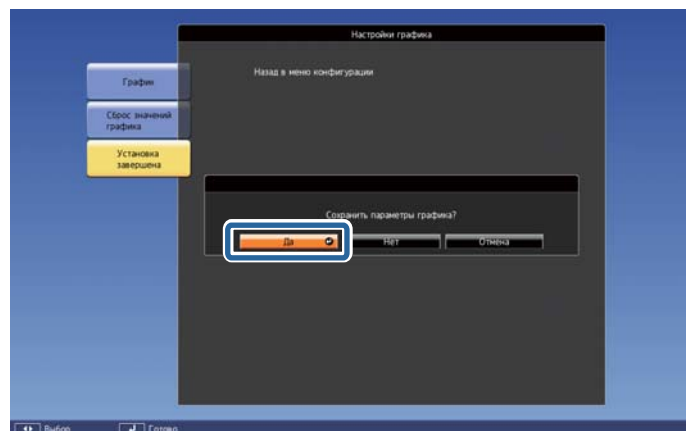 Настройки графика
Назад в меню конфигурации
График
Сброс значений
графика
Установка
завершена
Сохранить параметры графика?
Да
Нет
Отмена
Выбор
Готово